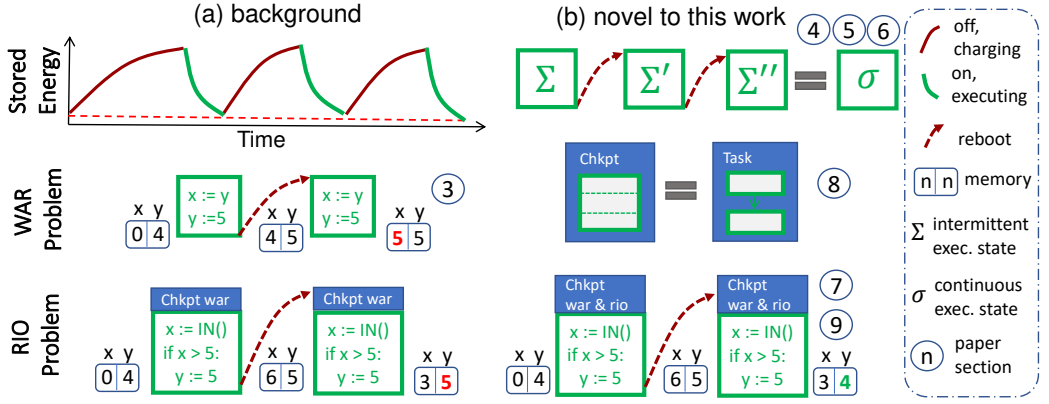 (a) background
Stored
Energy
Time
WAR
Problem
x := y
y :=5
x := y
y :=5
3
x y
0 4
x y
4 5
x y
5 5
RIO
Problem
Chkpt war
x := IN()
if x > 5:
y := 5
Chkpt war
x := IN()
if x > 5:
y := 5
x y
0 4
x y
6 5
x y
3 5
(b) novel to this work
4 5 6
Σ
Σ′
Σ′′
=
σ
Chkpt
=
Task
8
Chkpt
war & rio
x := IN()
if x > 5:
y := 5
Chkpt
war & rio
x := IN()
if x > 5:
y := 5
7
9
x y
0 4
x y
6 5
x y
3 4
off,
charging
on,
executing
reboot
n n memory
Σ intermittent
exec. state
σ continuous
exec. state
n paper
section